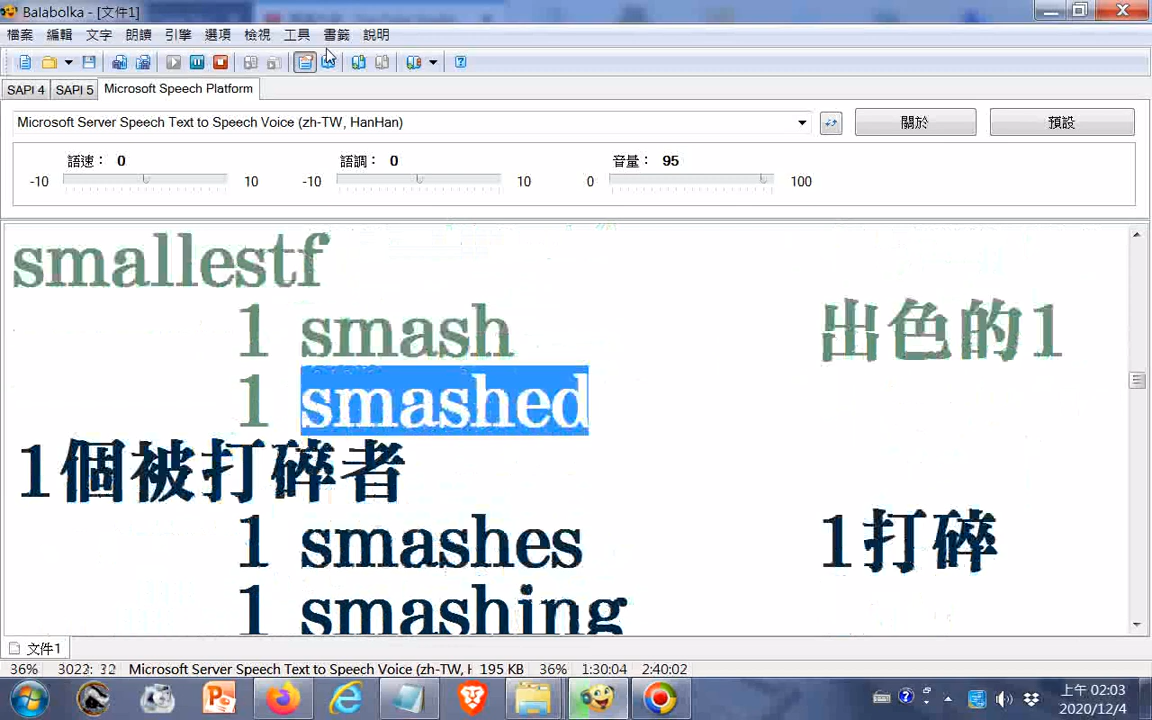 Balabolka - [文件1]
檔案 編輯 文字 朗讀 引擎 選項 檢視 工具 書籤 說明
SAPI 4 SAPI 5 Microsoft Speech Platform
Microsoft Server Speech Text to Speech Voice (zh-TW, HanHan) 關於 預設
語速： 0 語調： 0 音量： 95
-10 10 -10 10 0 100
smallestf
1 smash 出色的1
1 smashed
1個被打碎者
1 smashes 1打碎
1 smashing
文件1
36% 3022: 32 Microsoft Server Speech Text to Speech Voice (zh-TW, H 195 KB 36% 1:30:04 2:40:02
上午 02:03
2020/12/4